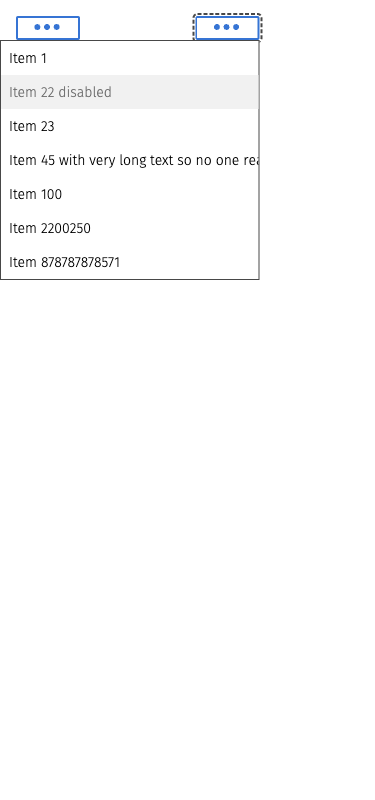 Item 1
Item 22 disabled
Item 23
Item 45 with very long text so no one
Item 100
Item 2200250
Item 878787878571